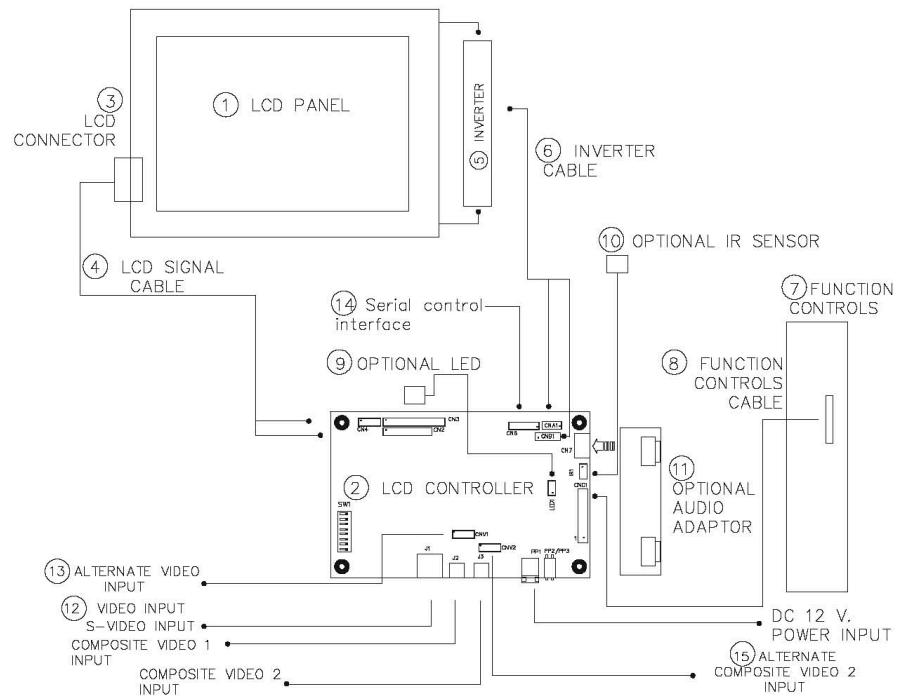 ① LCD PANEL
③
LCD
CONNECTOR
⑤ INVERTER
⑥ INVERTER
CABLE
④ LCD SIGNAL
CABLE
⑩ OPTIONAL IR SENSOR
⑦ FUNCTION
CONTROLS
⑭ Serial control
interface
⑨ OPTIONAL LED
⑧ FUNCTION
CONTROLS
CABLE
CN4
CN3
CN2
CN6
CNA1
CNB1
CN7
IR1
CNC1
1
LED1
② LCD CONTROLLER
SW1
⑪
OPTIONAL
AUDIO
ADAPTOR
CNV1
CNV2
J1
J2
J3
PP1
PP2/PP3
⑬ ALTERNATE VIDEO
INPUT
⑫ VIDEO INPUT
S-VIDEO INPUT
COMPOSITE VIDEO 1
INPUT
COMPOSITE VIDEO 2
INPUT
DC 12 V.
POWER INPUT
⑮ ALTERNATE
COMPOSITE VIDEO 2
INPUT